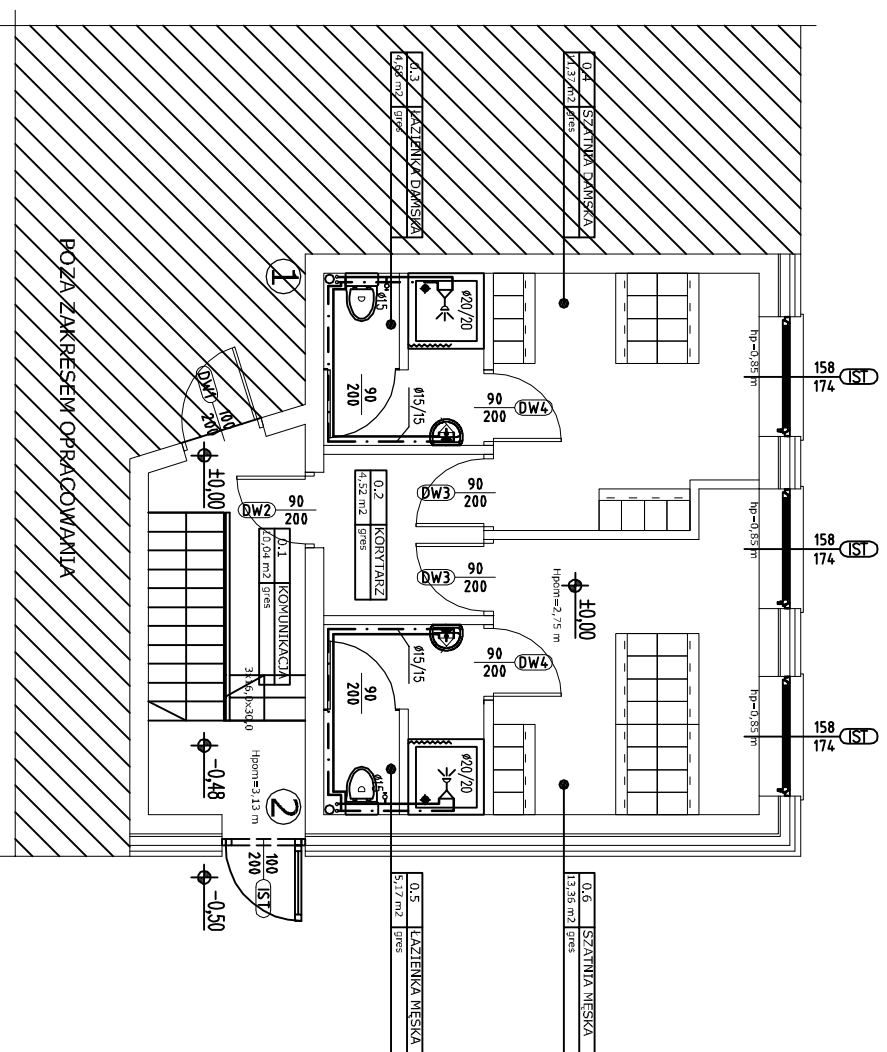 0.3 ŁAZIENKA DAMSKA
4,68 m2 gres
0.4 SZATNIA DAMSKA
11,37 m2 gres
POZA ZAKRESEM OPRACOWANIA
1
DW1 100
200
±0,00
ø15
ø20/20
90
200
ø15/15
90
200 DW4
hp=0,85 m
158
174 IST
DW2 90
200
0.2 KORYTARZ
4,52 m2 gres
DW3 90
200
0.1 KOMUNIKACJA
10,04 m2 gres
DW3 90
200
hp=0,85 m
158
174 IST
±0,00
Hpom=2,75 m
3x16,0x30,0
ø15/15
90
200 DW4
90
200
ø20/20
ø15
hp=0,85 m
158
174 IST
-0,48
Hpom=3,13 m
2
100
200 IST
-0,50
0.5 ŁAZIENKA MĘSKA
5,17 m2 gres
0.6 SZATNIA MĘSKA
13,36 m2 gres